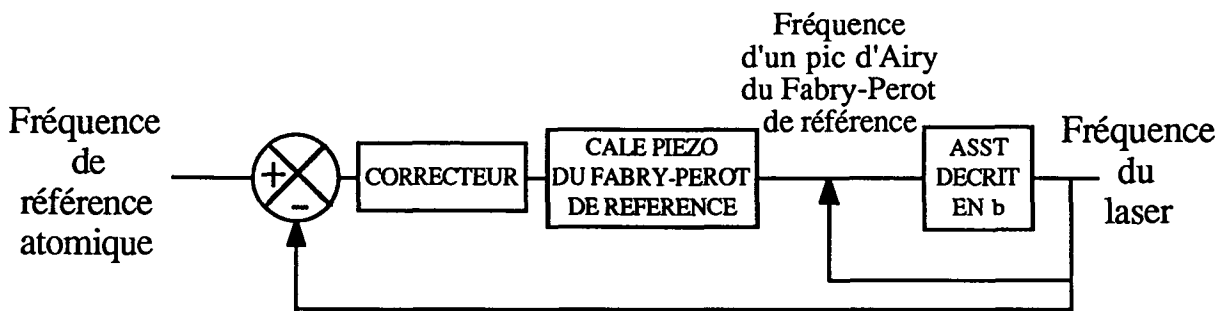 Fréquence
de
référence
atomique
+
-
CORRECTEUR
CALE PIEZO
DU FABRY-PEROT
DE REFERENCE
Fréquence
d'un pic d'Airy
du Fabry-Perot
de référence
ASST
DECRIT
EN b
Fréquence
du
laser